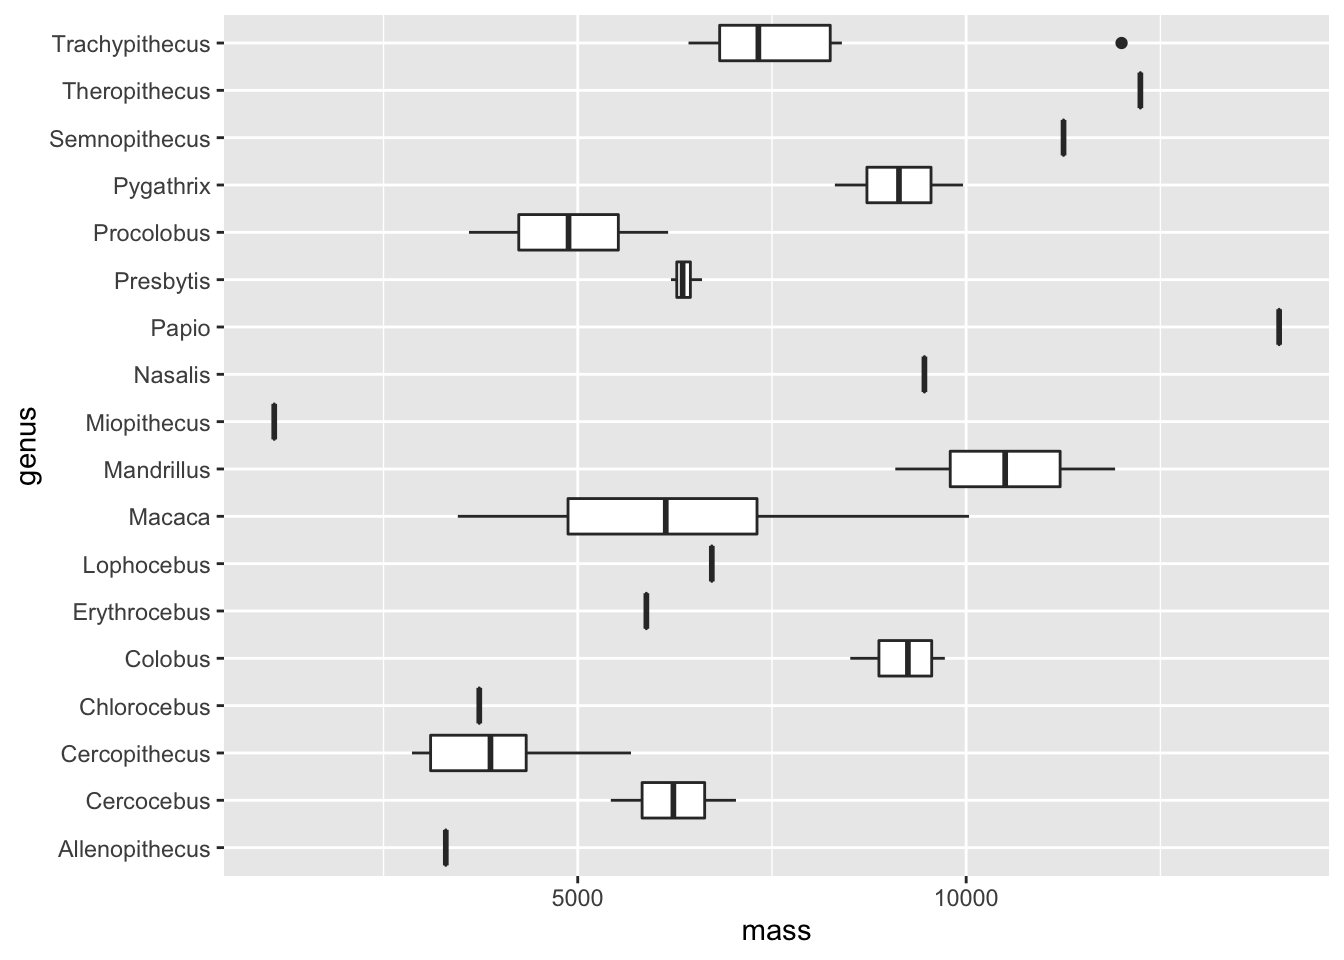 Trachypithecus
Theropithecus
Semnopithecus
Pygathrix
Procolobus
Presbytis
Papio
Nasalis
Miopithecus
Mandrillus
Macaca
Lophocebus
Erythrocebus
Colobus
Chlorocebus
Cercopithecus
Cercocebus
Allenopithecus
genus
5000 10000
mass